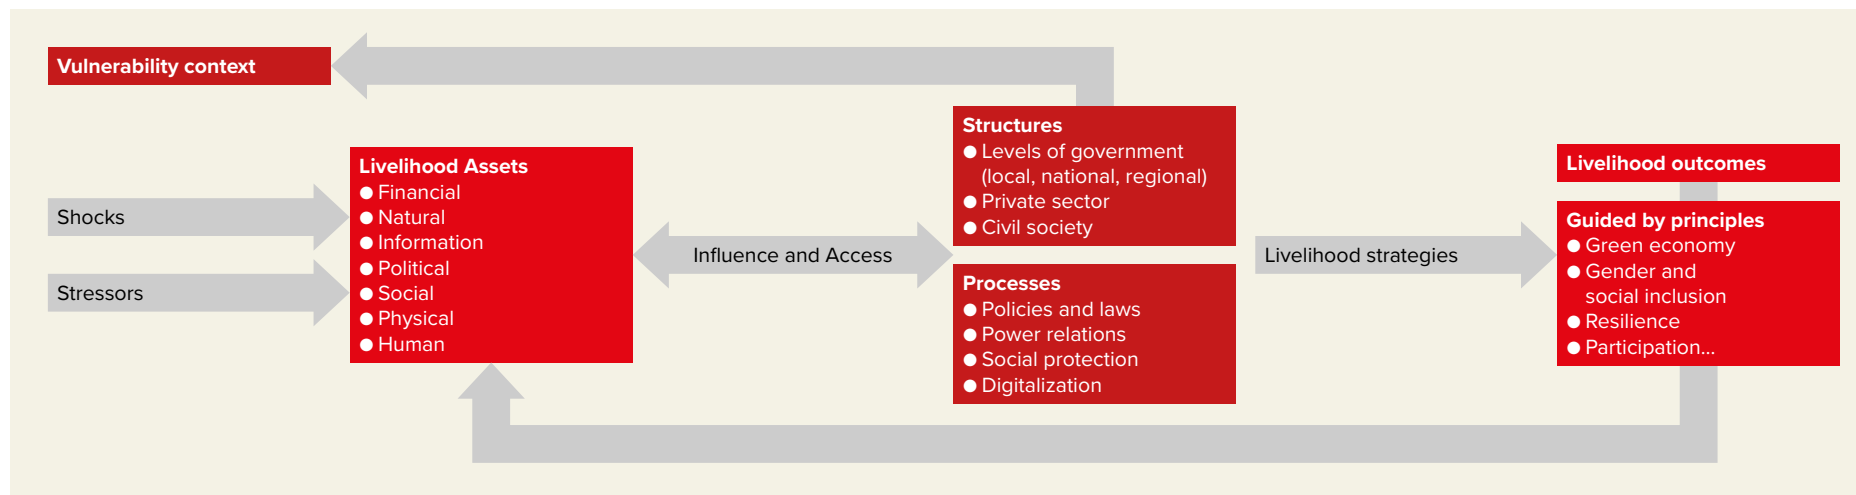 Vulnerability context
Shocks
Stressors
Livelihood Assets
● Financial
● Natural
● Information
● Political
● Social
● Physical
● Human
Influence and Access
Structures
● Levels of government
(local, national, regional)
● Private sector
● Civil society
Processes
● Policies and laws
● Power relations
● Social protection
● Digitalization
Livelihood strategies
Livelihood outcomes
Guided by principles
● Green economy
● Gender and
social inclusion
● Resilience
● Participation...